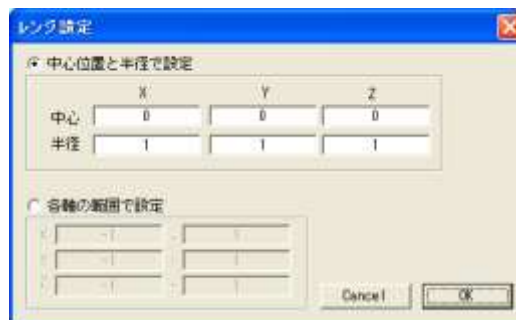 レンジ設定
中心位置と半径で設定
X Y Z
中心 0 0 0
半径 1 1 1
各軸の範囲で設定
-1
Cancel OK